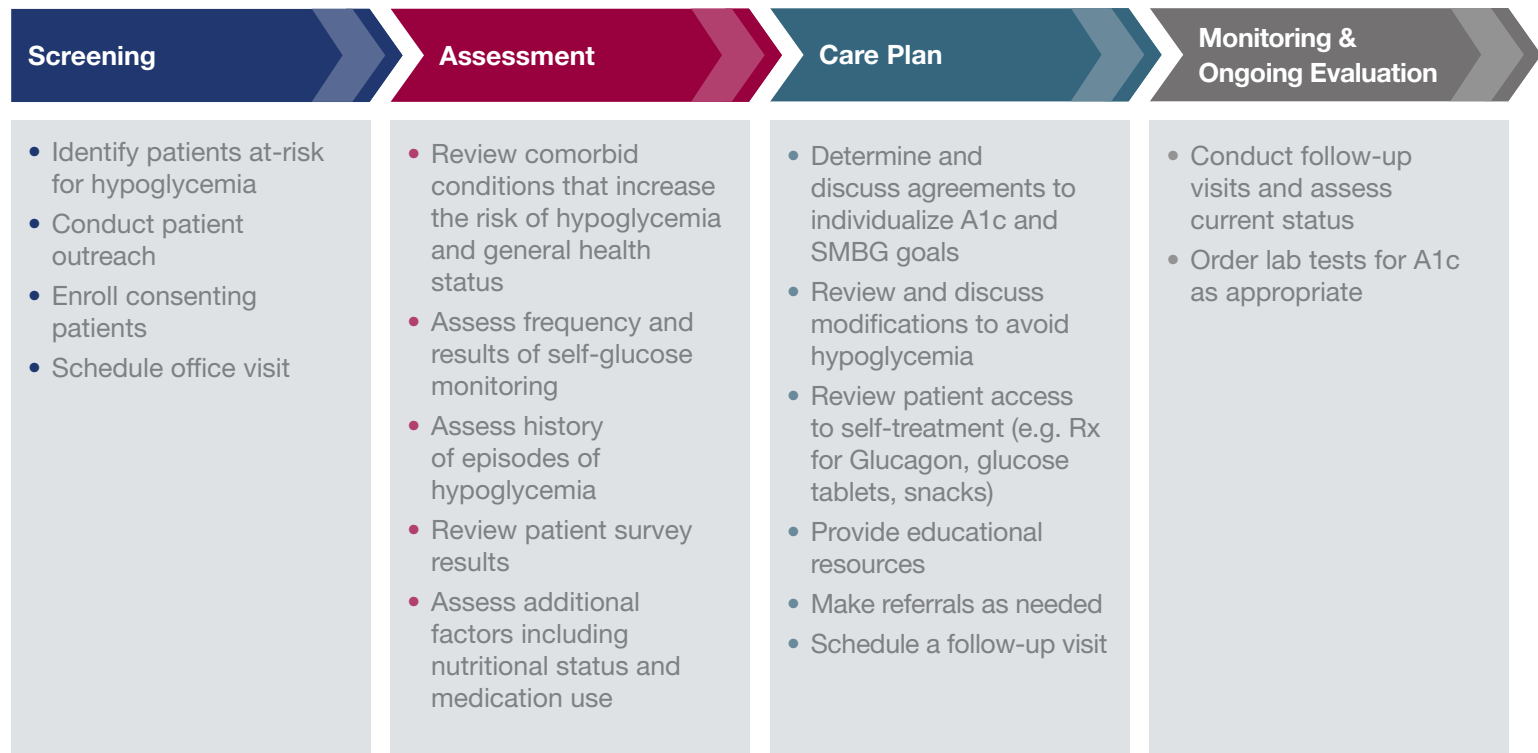 Screening
Assessment
Care Plan
Monitoring &
Ongoing Evaluation
• Identify patients at-risk
for hypoglycemia
• Conduct patient
outreach
• Enroll consenting
patients
• Schedule office visit
• Review comorbid
conditions that increase
the risk of hypoglycemia
and general health
status
• Assess frequency and
results of self-glucose
monitoring
• Assess history
of episodes of
hypoglycemia
• Review patient survey
results
• Assess additional
factors including
nutritional status and
medication use
• Determine and
discuss agreements to
individualize A1c and
SMBG goals
• Review and discuss
modifications to avoid
hypoglycemia
• Review patient access
to self-treatment (e.g. Rx
for Glucagon, glucose
tablets, snacks)
• Provide educational
resources
• Make referrals as needed
• Schedule a follow-up visit
• Conduct follow-up
visits and assess
current status
• Order lab tests for A1c
as appropriate